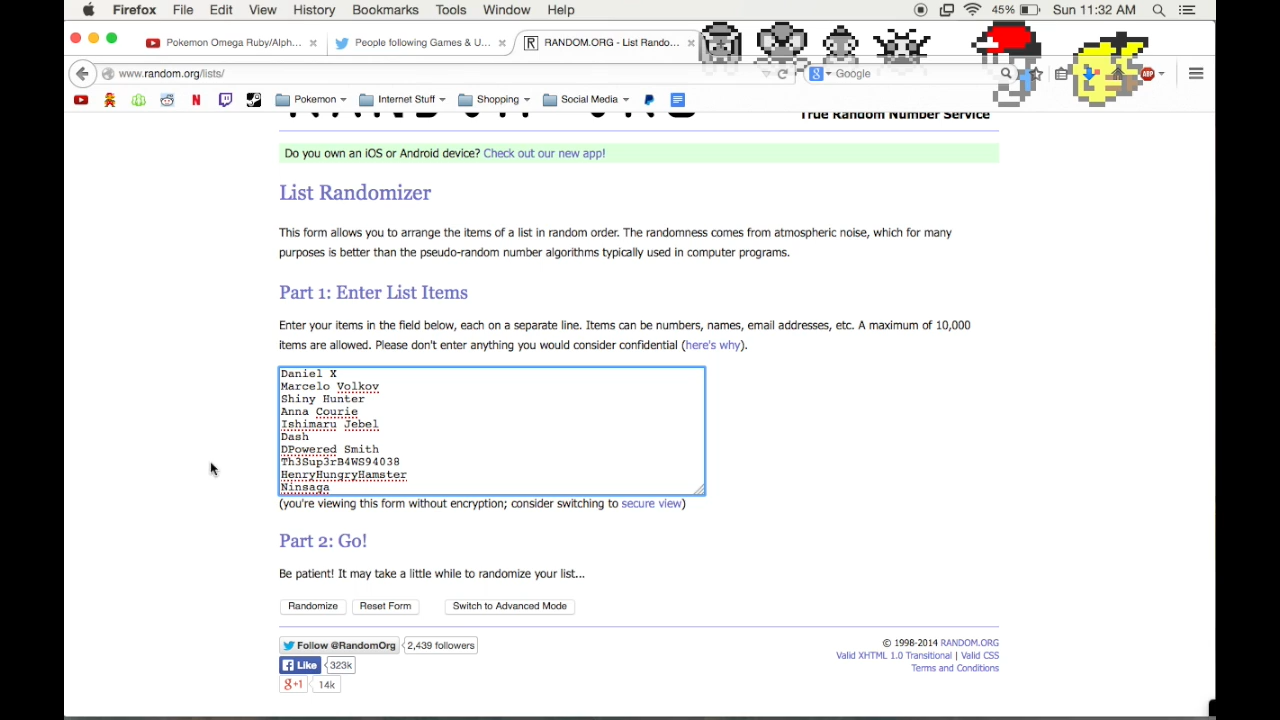 Firefox File Edit View History Bookmarks Tools Window Help 45% Sun 11:32 AM
Pokemon Omega Ruby/Alph... People following Games & U... RANDOM.ORG - List Rando...
www.random.org/lists/ Google
Pokemon Internet Stuff Shopping Social Media
True Random Number Service
Do you own an iOS or Android device? Check out our new app!
List Randomizer
This form allows you to arrange the items of a list in random order. The randomness comes from atmospheric noise, which for many
purposes is better than the pseudo-random number algorithms typically used in computer programs.
Part 1: Enter List Items
Enter your items in the field below, each on a separate line. Items can be numbers, names, email addresses, etc. A maximum of 10,000
items are allowed. Please don't enter anything you would consider confidential (here's why).
Daniel X
Marcelo Volkov
Shiny Hunter
Anna Courie
Ishimaru Jebel
Dash
DPowered Smith
Th3Sup3rB4WS94038
HenryHungryHamster
Ninsaga
(you're viewing this form without encryption; consider switching to secure view)
Part 2: Go!
Be patient! It may take a little while to randomize your list...
Randomize Reset Form Switch to Advanced Mode
Follow @RandomOrg 2,439 followers
Like 323k
g+1 14k
© 1998-2014 RANDOM.ORG
Valid XHTML 1.0 Transitional | Valid CSS
Terms and Conditions